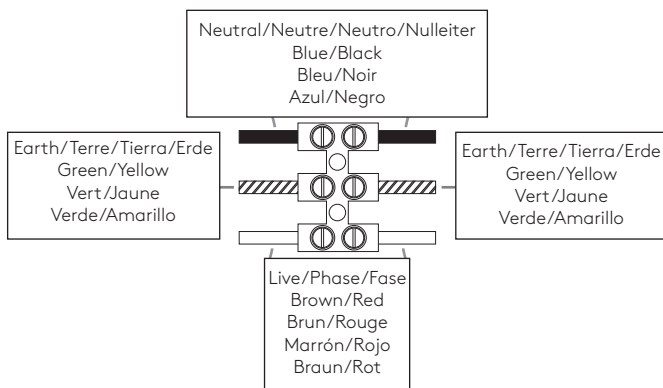 Neutral/Neutre/Neutro/Nulleiter
Blue/Black
Bleu/Noir
Azul/Negro
Earth/Terre/Tierra/Erde
Green/Yellow
Vert/Jaune
Verde/Amarillo
Earth/Terre/Tierra/Erde
Green/Yellow
Vert/Jaune
Verde/Amarillo
Live/Phase/Fase
Brown/Red
Brun/Rouge
Marrón/Rojo
Braun/Rot